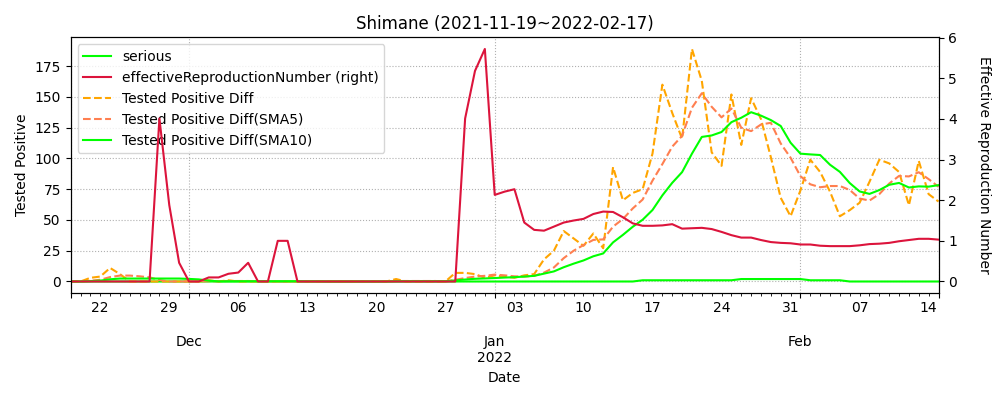 Shimane (2021-11-19~2022-02-17)
serious
effectiveReproductionNumber (right)
Tested Positive Diff
Tested Positive Diff(SMA5)
Tested Positive Diff(SMA10)
Tested Positive
175
150
125
100
75
50
25
0
6
5
4
3
2
1
0
Effective Reproduction Number
22 29 06 13 20 27 03 10 17 24 31 07 14
Dec Jan Feb
2022
Date